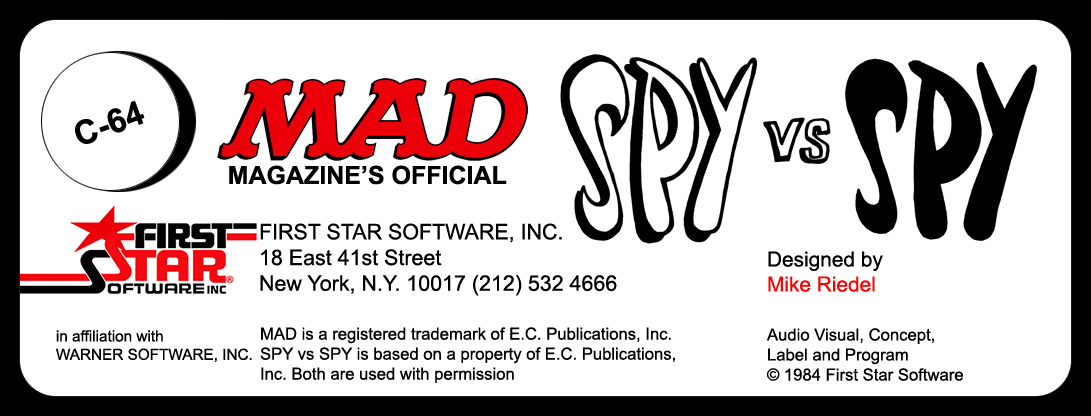 C-64
MAD
MAGAZINE'S OFFICIAL
SPY vs SPY
FIRST
STAR®
SOFTWARE INC
FIRST STAR SOFTWARE, INC.
18 East 41st Street
New York, N.Y. 10017 (212) 532 4666
Designed by
Mike Riedel
in affiliation with
WARNER SOFTWARE, INC.
MAD is a registered trademark of E.C. Publications, Inc.
SPY vs SPY is based on a property of E.C. Publications,
Inc. Both are used with permission
Audio Visual, Concept,
Label and Program
© 1984 First Star Software